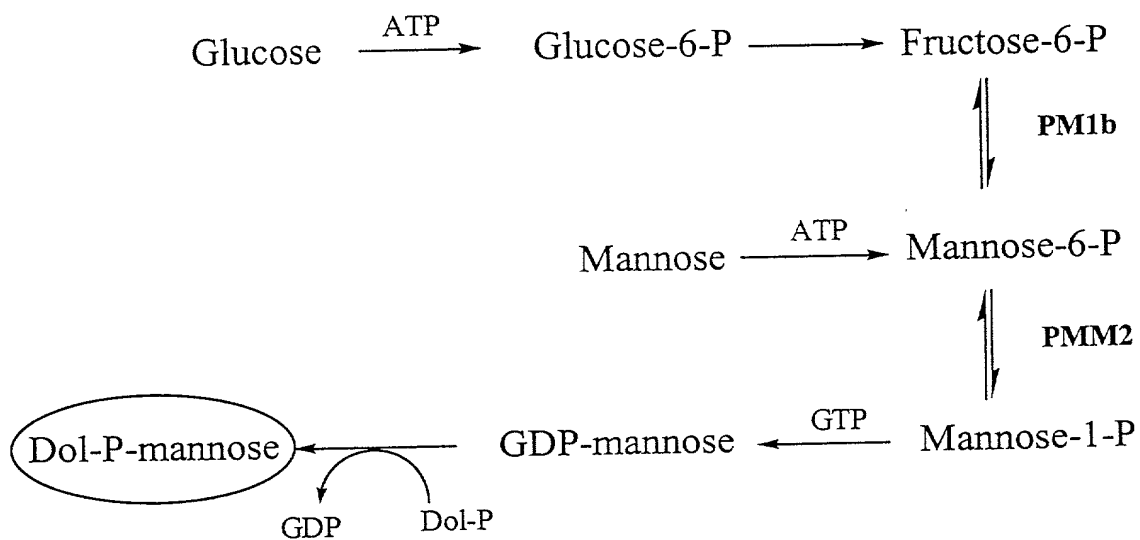 Glucose ATP Glucose-6-P Fructose-6-P
PM1b
Mannose ATP Mannose-6-P
PMM2
Dol-P-mannose GDP-mannose GTP Mannose-1-P
GDP Dol-P